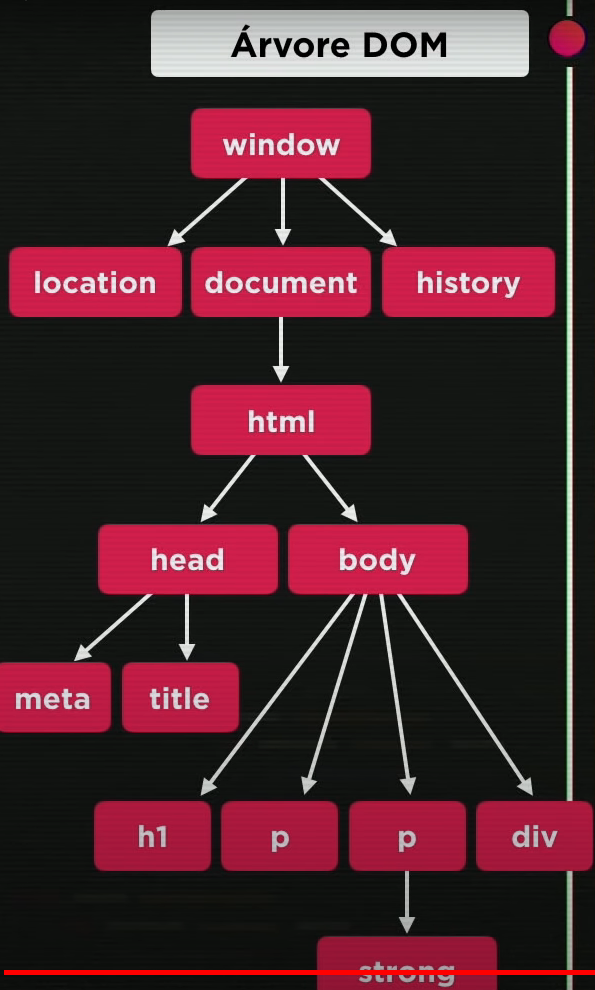 Árvore DOM
window
location document history
html
head body
meta title
h1 p p div
strong